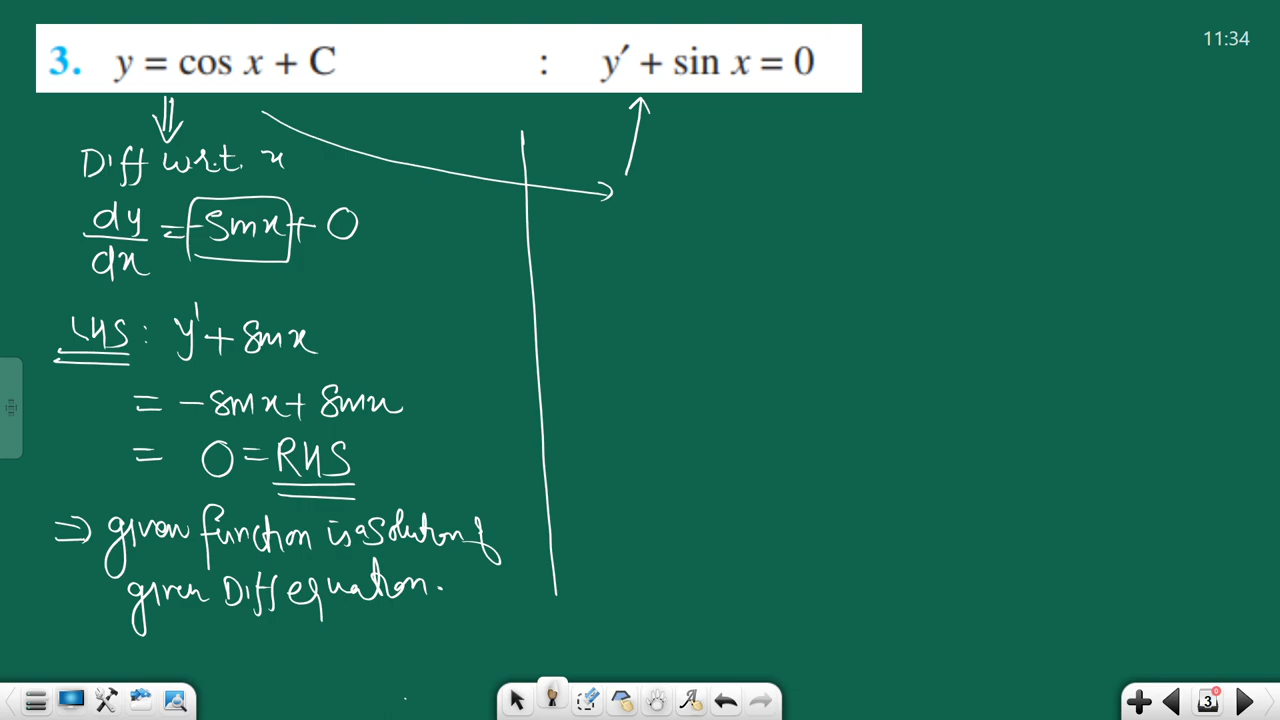 11:34
3. y = cos x + C : y′ + sin x = 0
Diff w.r.t. x
dy/dx = -sinx + 0
LHS: y' + sinx
= -sinx + sinx
= 0 = RHS
⇒ given function is a solution of
given Diff equation.
3
0